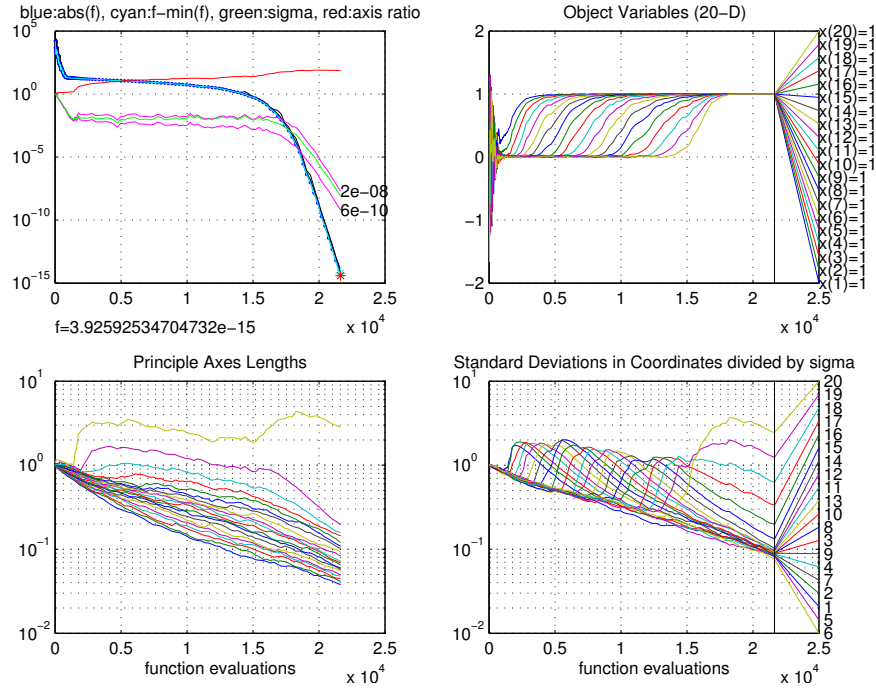 blue:abs(f), cyan:f−min(f), green:sigma, red:axis ratio
10^5
10^0
10^−5
10^−10
10^−15
2e−08
6e−10
0
0.5
1
1.5
2
2.5
x 10^4
f=3.92592534704732e−15
Object Variables (20−D)
2
1
0
−1
−2
x(20)=1
x(19)=1
x(18)=1
x(17)=1
x(16)=1
x(15)=1
x(14)=1
x(13)=1
x(12)=1
x(11)=1
x(10)=1
x(9)=1
x(8)=1
x(7)=1
x(6)=1
x(5)=1
x(4)=1
x(3)=1
x(2)=1
x(1)=1
0
0.5
1
1.5
2
2.5
x 10^4
Principle Axes Lengths
10^1
10^0
10^−1
10^−2
0
0.5
1
1.5
2
2.5
function evaluations
x 10^4
Standard Deviations in Coordinates divided by sigma
10^1
10^0
10^−1
10^−2
20
19
18
17
16
15
14
12
11
13
10
8
3
9
4
7
2
1
5
6
0
0.5
1
1.5
2
2.5
function evaluations
x 10^4